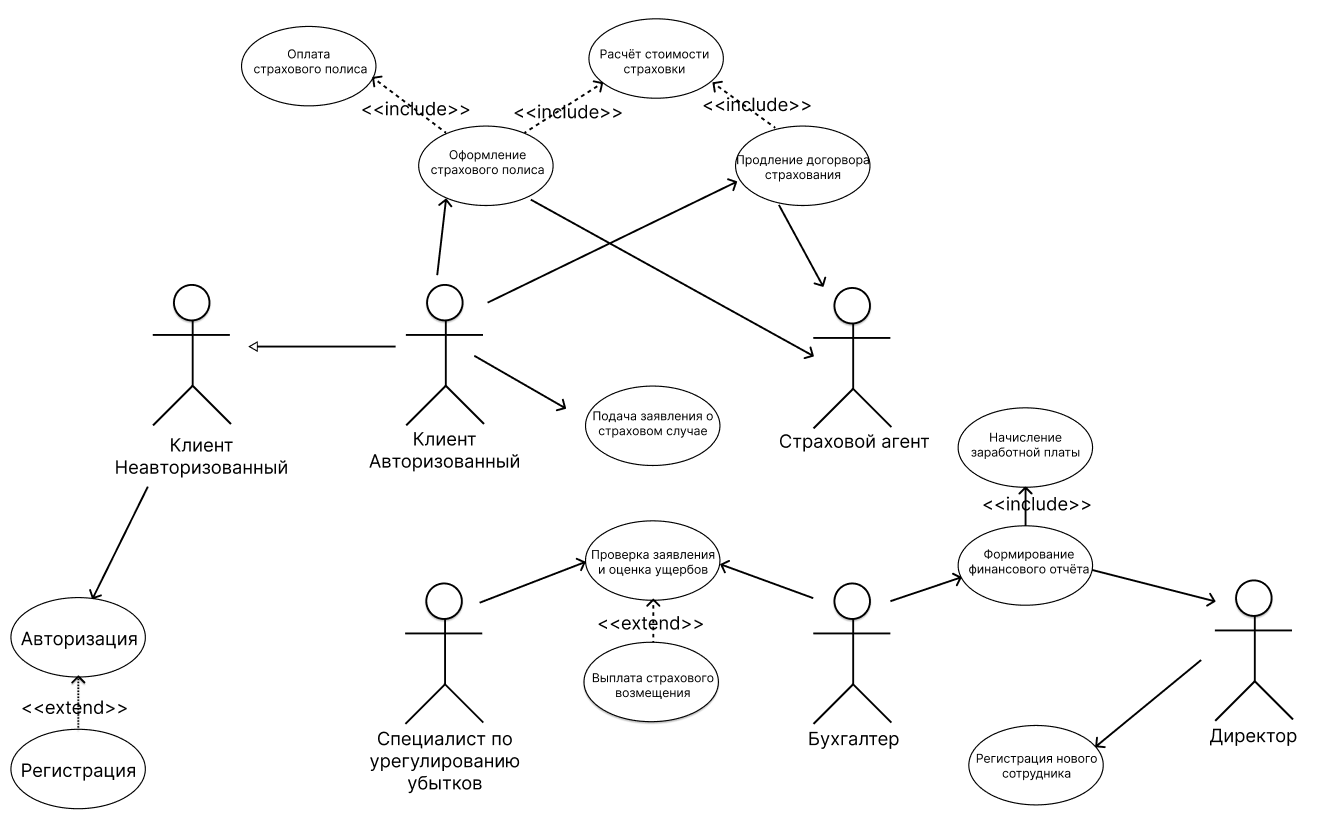 Оплата
страхового полиса
Расчёт стоимости
страховки
<<include>>
<<include>>
<<include>>
Оформление
страхового полиса
Продление догорвора
страхования
Клиент
Неавторизованный
Клиент
Авторизованный
Подача заявления о
страховом случае
Страховой агент
Начисление
заработной платы
<<include>>
Проверка заявления
и оценка ущербов
Формирование
финансового отчёта
<<extend>>
Авторизация
Выплата страхового
возмещения
<<extend>>
Регистрация
Специалист по
урегулированию
убытков
Бухгалтер
Директор
Регистрация нового
сотрудника